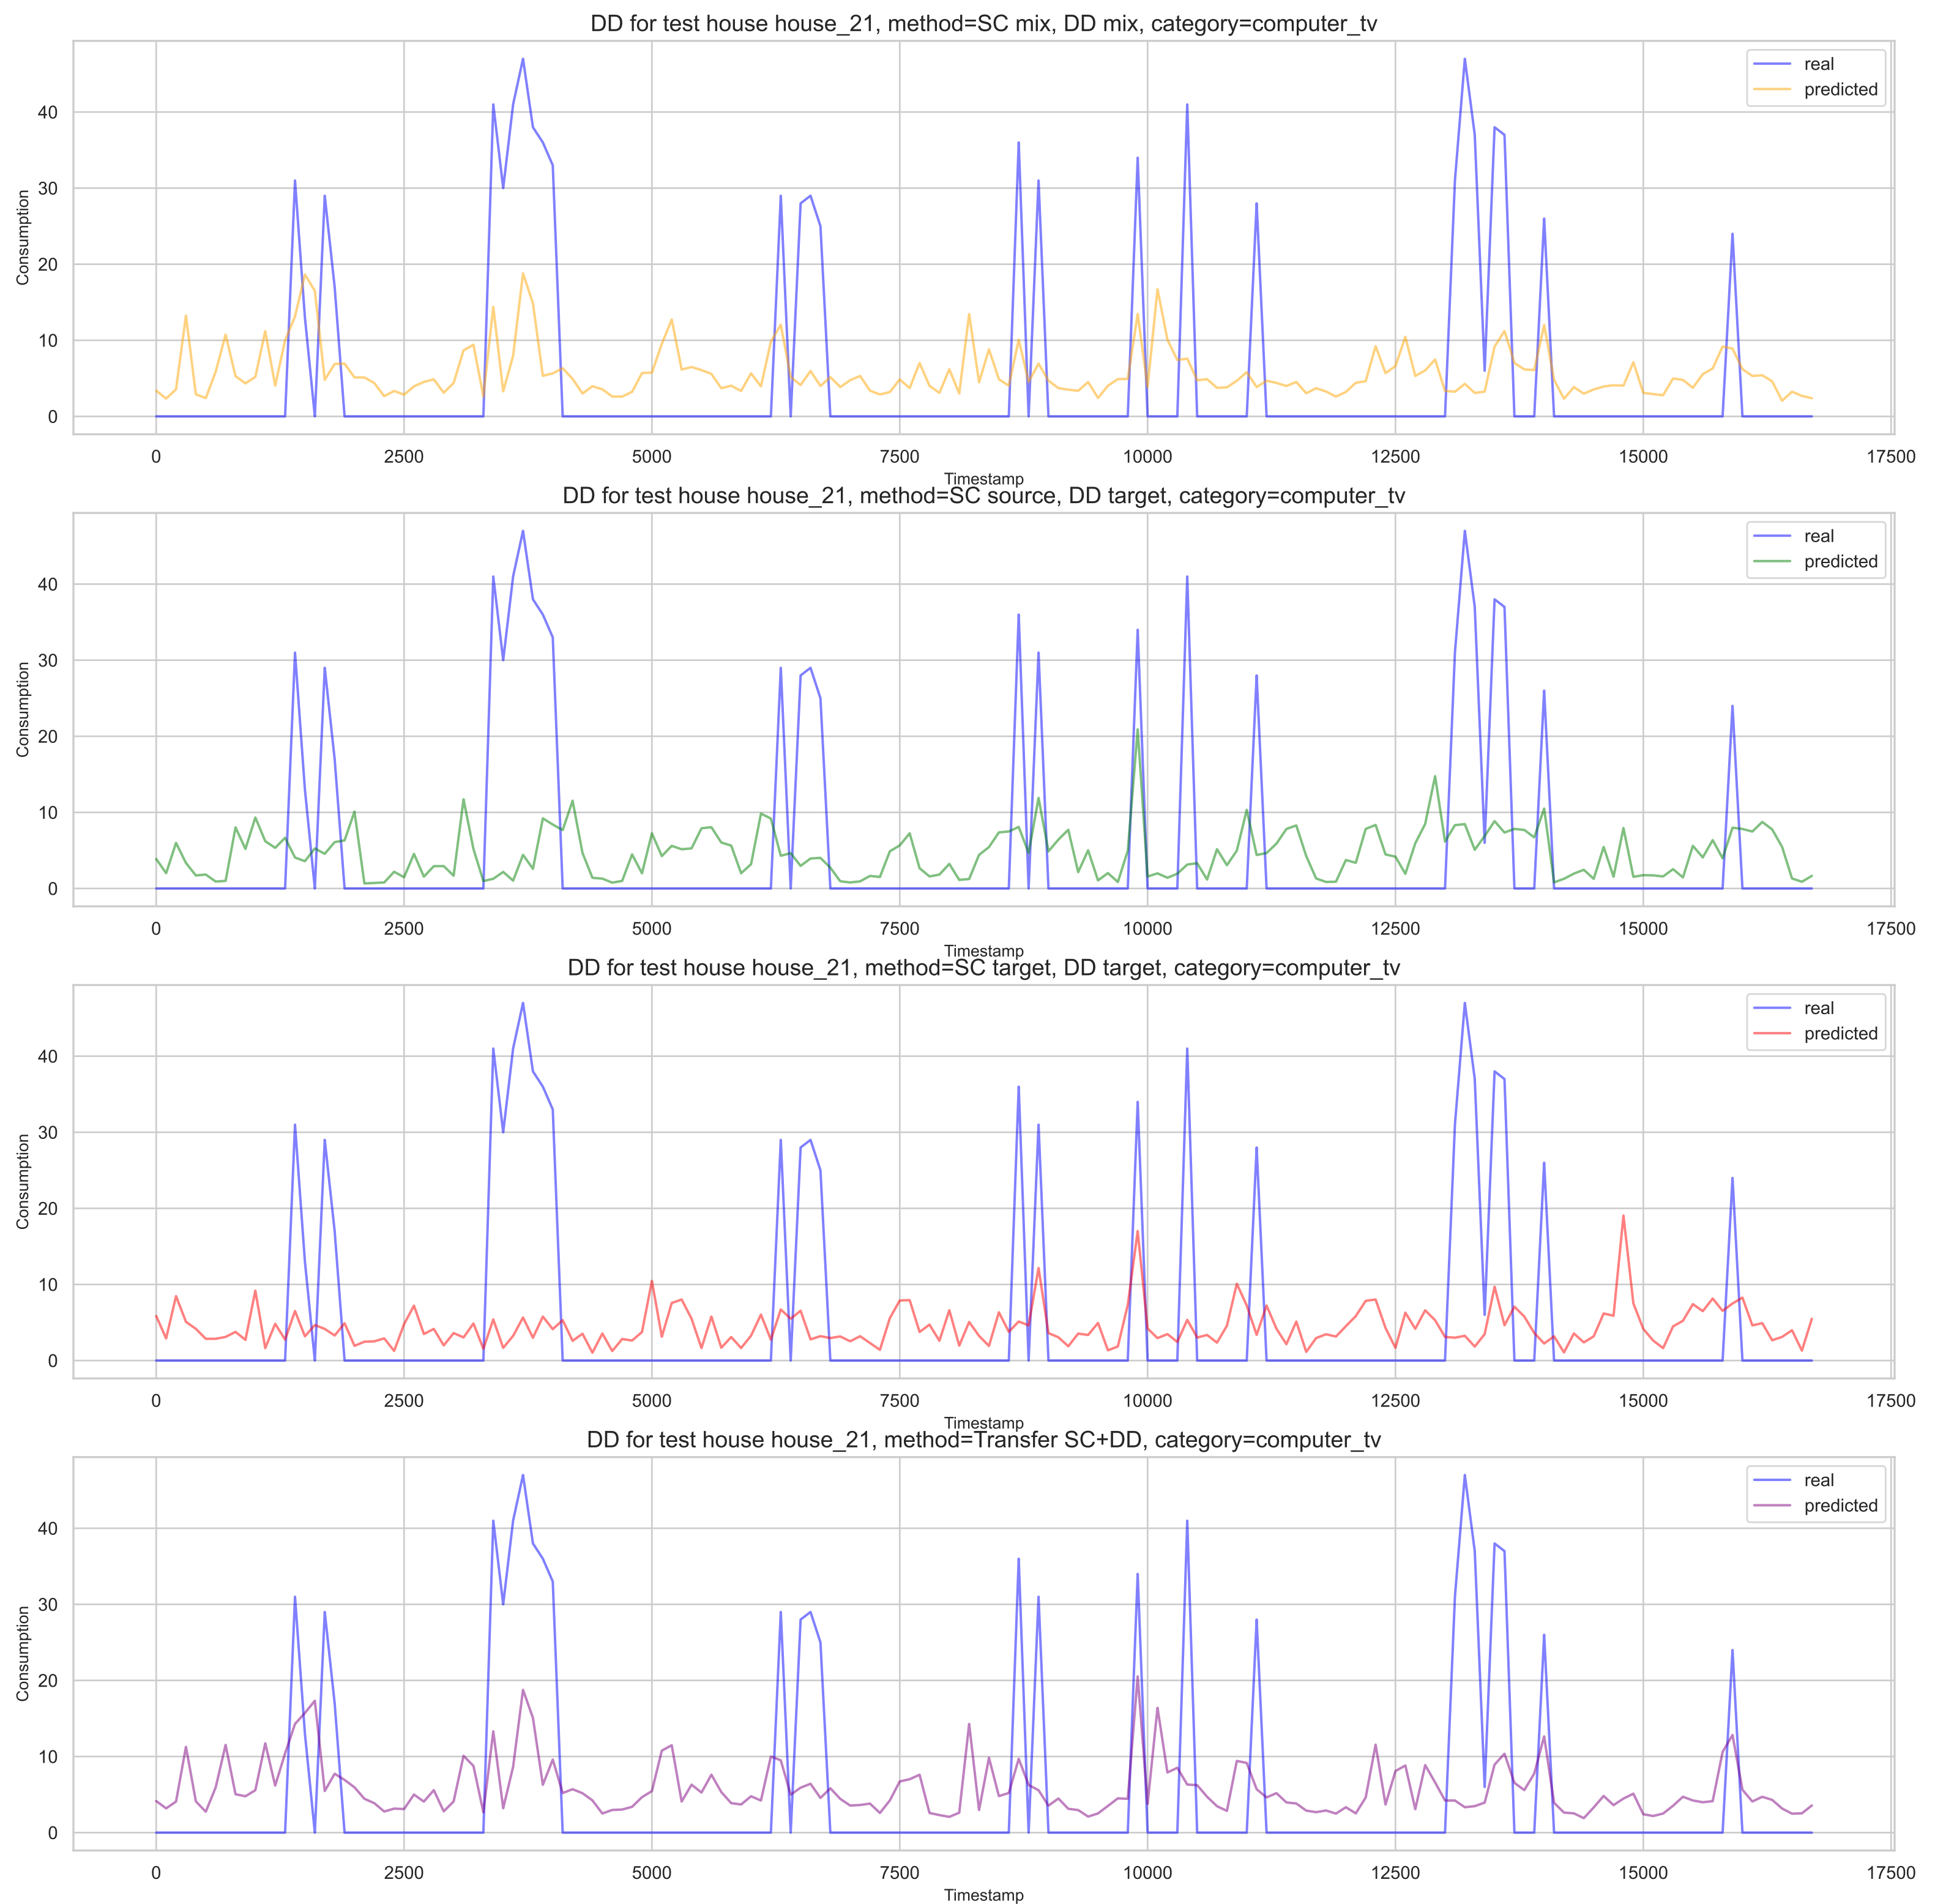 DD for test house house_21, method=SC mix, DD mix, category=computer_tv
real
predicted
Consumption
40
30
20
10
0
0 2500 5000 7500 10000 12500 15000 17500
Timestamp
DD for test house house_21, method=SC source, DD target, category=computer_tv
real
predicted
Consumption
40
30
20
10
0
0 2500 5000 7500 10000 12500 15000 17500
Timestamp
DD for test house house_21, method=SC target, DD target, category=computer_tv
real
predicted
Consumption
40
30
20
10
0
0 2500 5000 7500 10000 12500 15000 17500
Timestamp
DD for test house house_21, method=Transfer SC+DD, category=computer_tv
real
predicted
Consumption
40
30
20
10
0
0 2500 5000 7500 10000 12500 15000 17500
Timestamp